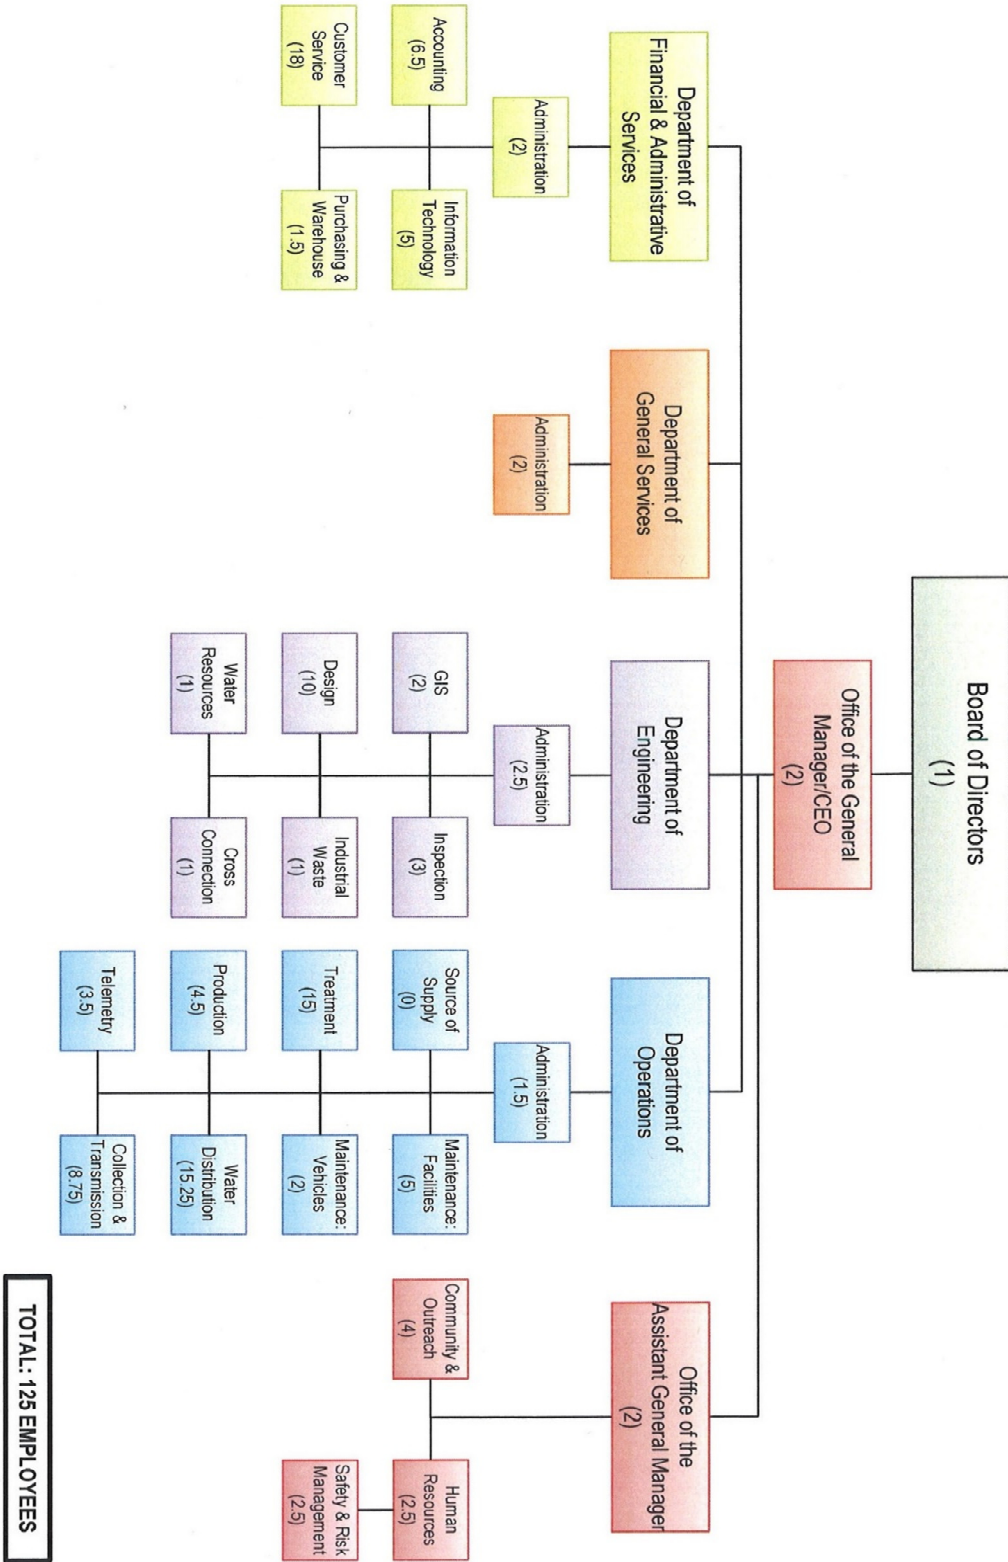 Board of Directors
(1)
Office of the General
Manager/CEO
(2)
Department of
Financial & Administrative
Services
Administration
(2)
Accounting
(6.5)
Information
Technology
(5)
Customer
Service
(18)
Purchasing &
Warehouse
(1.5)
Department of
General Services
Administration
(2)
Department of
Engineering
Administration
(2.5)
GIS
(2)
Inspection
(3)
Design
(10)
Industrial
Waste
(1)
Water
Resources
(1)
Cross
Connection
(1)
Department of
Operations
Administration
(1.5)
Source of
Supply
(0)
Maintenance:
Facilities
(5)
Treatment
(15)
Maintenance:
Vehicles
(2)
Production
(4.5)
Water
Distribution
(15.25)
Telemetry
(3.5)
Collection &
Transmission
(8.75)
Office of the
Assistant General Manager
(2)
Community &
Outreach
(4)
Human
Resources
(2.5)
Safety & Risk
Management
(2.5)
TOTAL: 125 EMPLOYEES